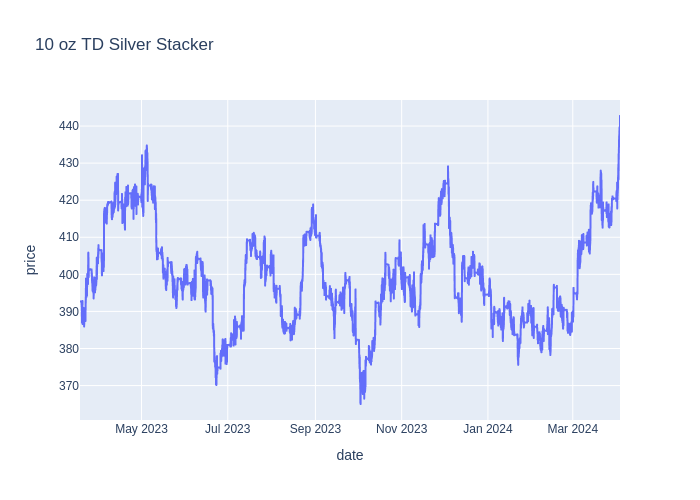 10 oz TD Silver Stacker
440
430
420
410
400
390
380
370
price
May 2023
Jul 2023
Sep 2023
Nov 2023
Jan 2024
Mar 2024
date